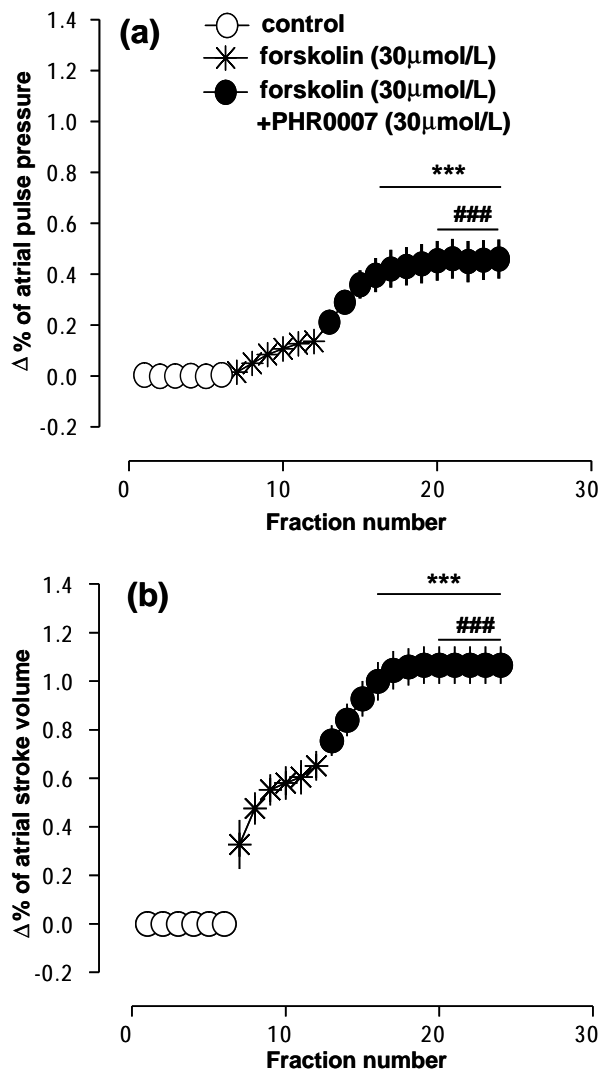 (a)
control
forskolin (30μmol/L)
forskolin (30μmol/L)
+PHR0007 (30μmol/L)
1.4
1.2
1.0
0.8
0.6
0.4
0.2
0.0
-0.2
Δ% of atrial pulse pressure
***
###
0 10 20 30
Fraction number
(b)
1.4
1.2
1.0
0.8
0.6
0.4
0.2
0.0
-0.2
Δ% of atrial stroke volume
***
###
0 10 20 30
Fraction number